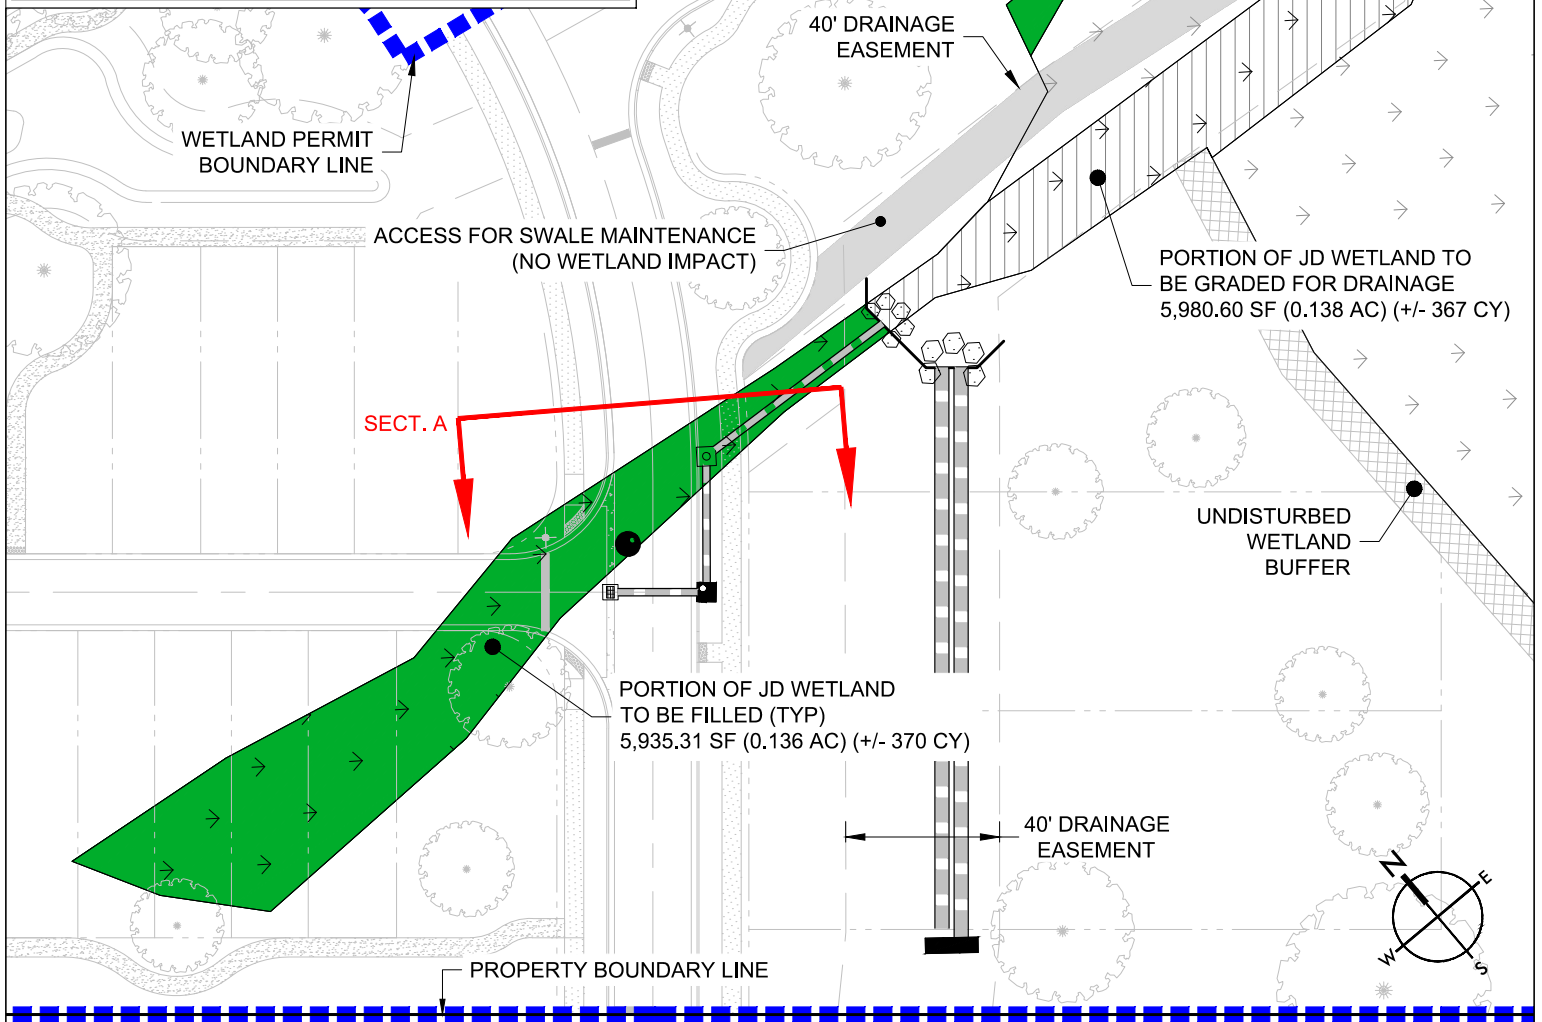 40' DRAINAGE
EASEMENT
WETLAND PERMIT
BOUNDARY LINE
ACCESS FOR SWALE MAINTENANCE
(NO WETLAND IMPACT)
PORTION OF JD WETLAND TO
BE GRADED FOR DRAINAGE
5,980.60 SF (0.138 AC) (+/- 367 CY)
SECT. A
UNDISTURBED
WETLAND
BUFFER
PORTION OF JD WETLAND
TO BE FILLED (TYP)
5,935.31 SF (0.136 AC) (+/- 370 CY)
40' DRAINAGE
EASEMENT
N
E
W
S
PROPERTY BOUNDARY LINE